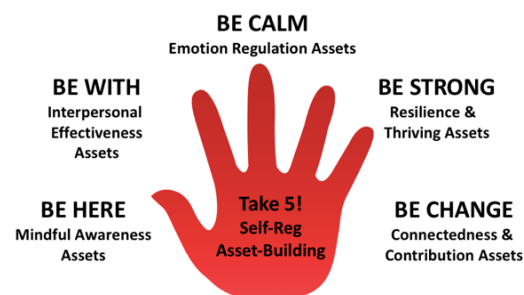 BE CALM
Emotion Regulation Assets
BE WITH
Interpersonal
Effectiveness
Assets
BE STRONG
Resilience &
Thriving Assets
BE HERE
Mindful Awareness
Assets
Take 5!
Self-Reg
Asset-Building
BE CHANGE
Connectedness &
Contribution Assets